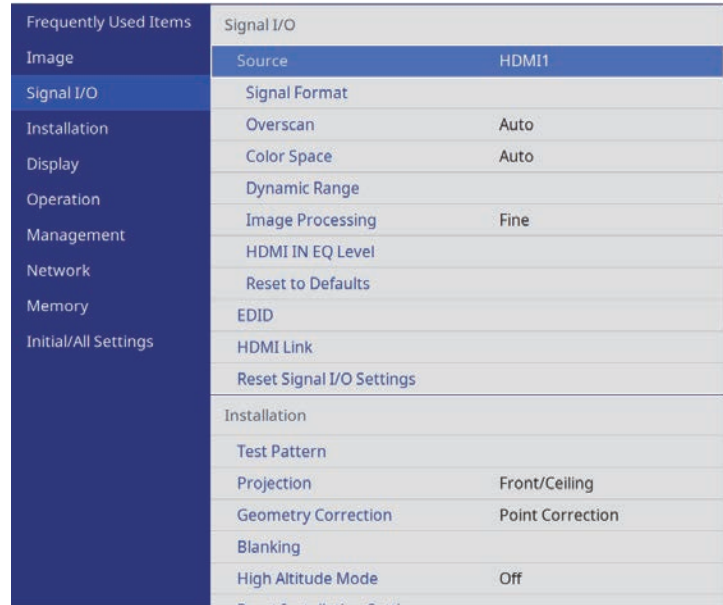 Frequently Used Items
Image
Signal I/O
Installation
Display
Operation
Management
Network
Memory
Initial/All Settings
Signal I/O
Source HDMI1
Signal Format
Overscan Auto
Color Space Auto
Dynamic Range
Image Processing Fine
HDMI IN EQ Level
Reset to Defaults
EDID
HDMI Link
Reset Signal I/O Settings
Installation
Test Pattern
Projection Front/Ceiling
Geometry Correction Point Correction
Blanking
High Altitude Mode Off